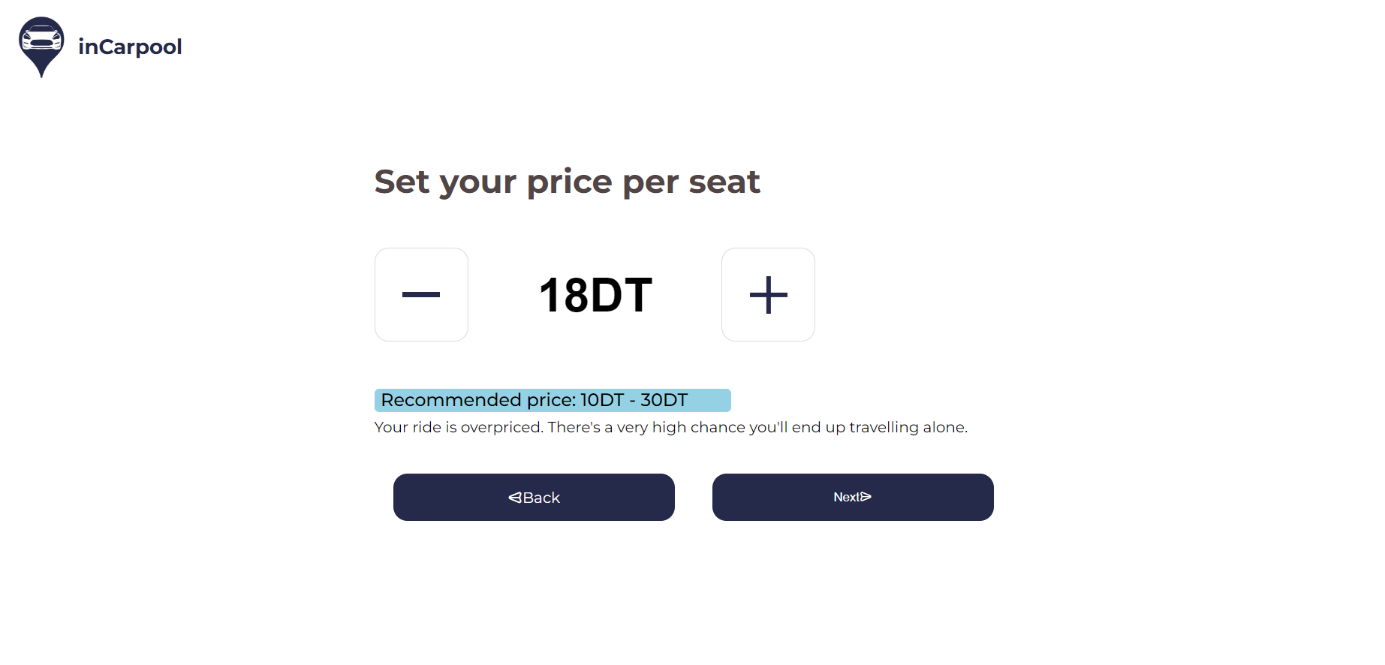 inCarpool
Set your price per seat
18DT
Recommended price: 10DT - 30DT
Your ride is overpriced. There's a very high chance you'll end up travelling alone.
Back
Next